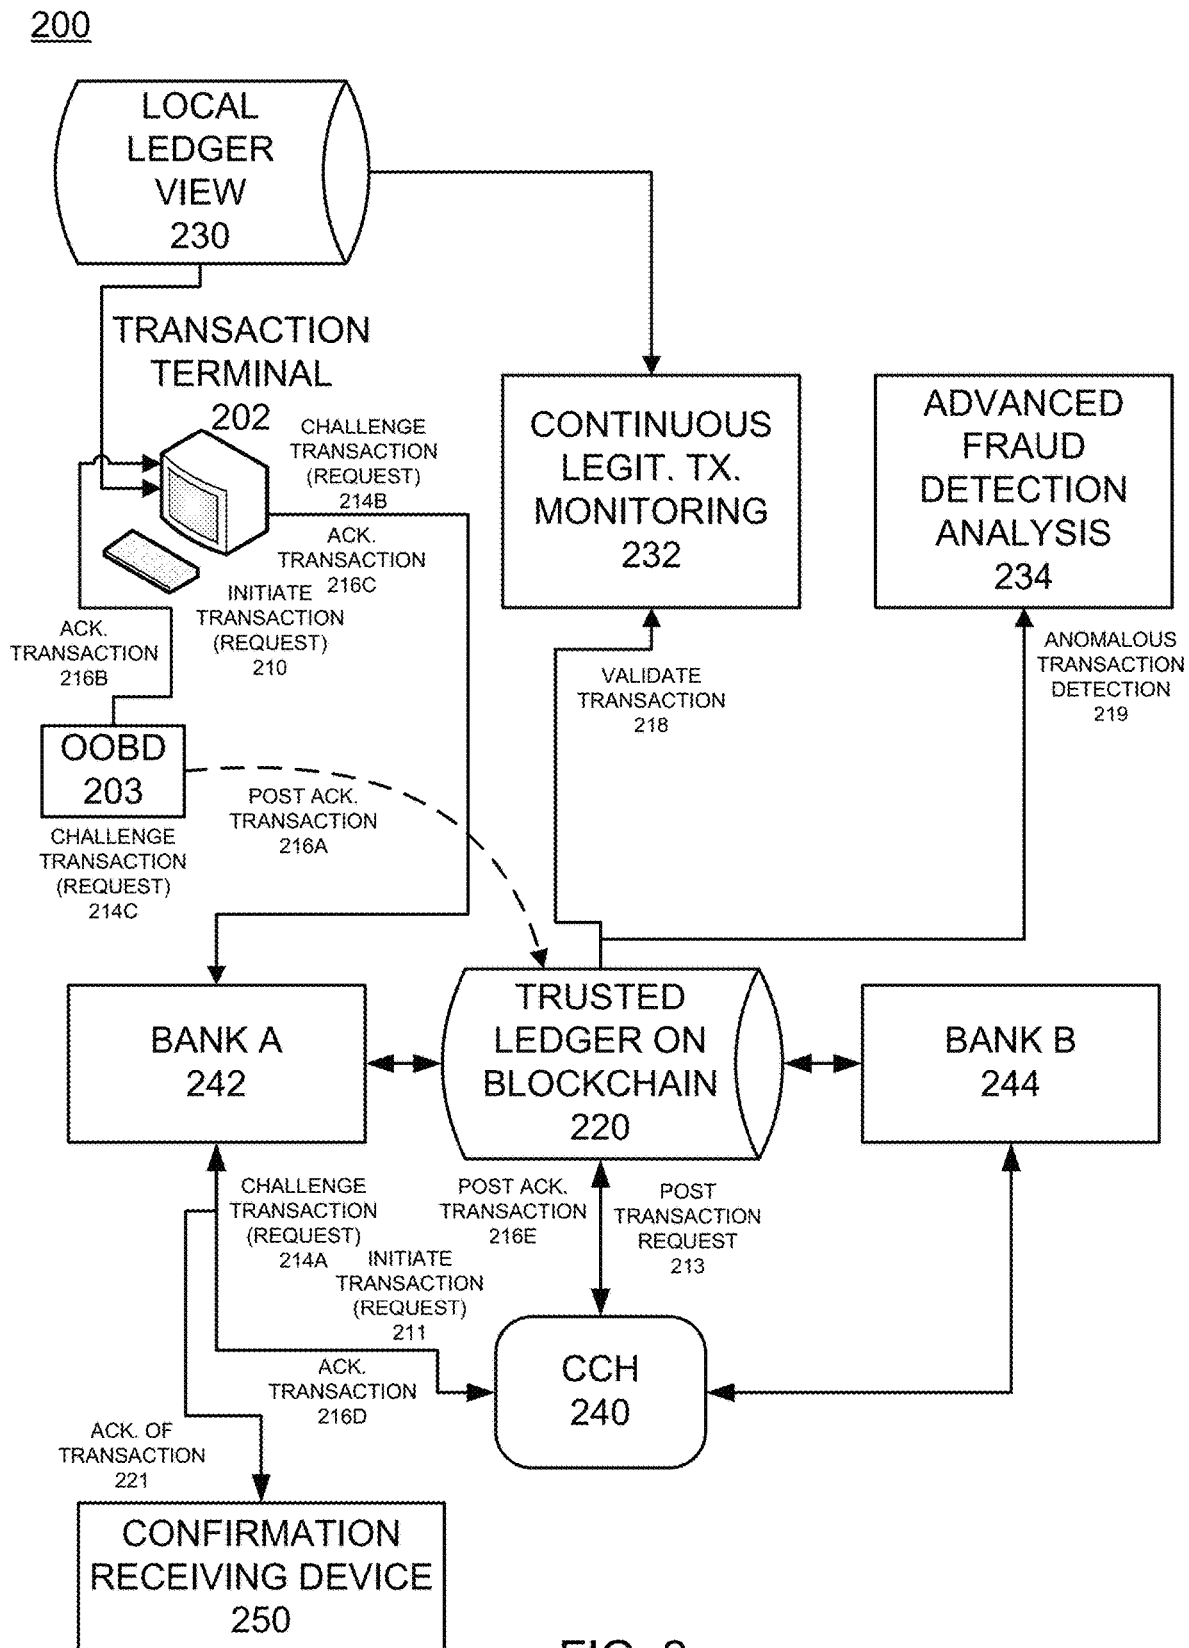 200
LOCAL
LEDGER
VIEW
230
TRANSACTION
TERMINAL
202
CHALLENGE
TRANSACTION
(REQUEST)
214B
ACK.
TRANSACTION
216C
INITIATE
TRANSACTION
(REQUEST)
210
CONTINUOUS
LEGIT. TX.
MONITORING
232
ADVANCED
FRAUD
DETECTION
ANALYSIS
234
ACK.
TRANSACTION
216B
VALIDATE
TRANSACTION
218
ANOMALOUS
TRANSACTION
DETECTION
219
OOBD
203
POST ACK.
TRANSACTION
216A
CHALLENGE
TRANSACTION
(REQUEST)
214C
BANK A
242
TRUSTED
LEDGER ON
BLOCKCHAIN
220
BANK B
244
CHALLENGE
TRANSACTION
(REQUEST)
214A
POST ACK.
TRANSACTION
216E
POST
TRANSACTION
REQUEST
213
INITIATE
TRANSACTION
(REQUEST)
211
ACK.
TRANSACTION
216D
CCH
240
ACK. OF
TRANSACTION
221
CONFIRMATION
RECEIVING DEVICE
250